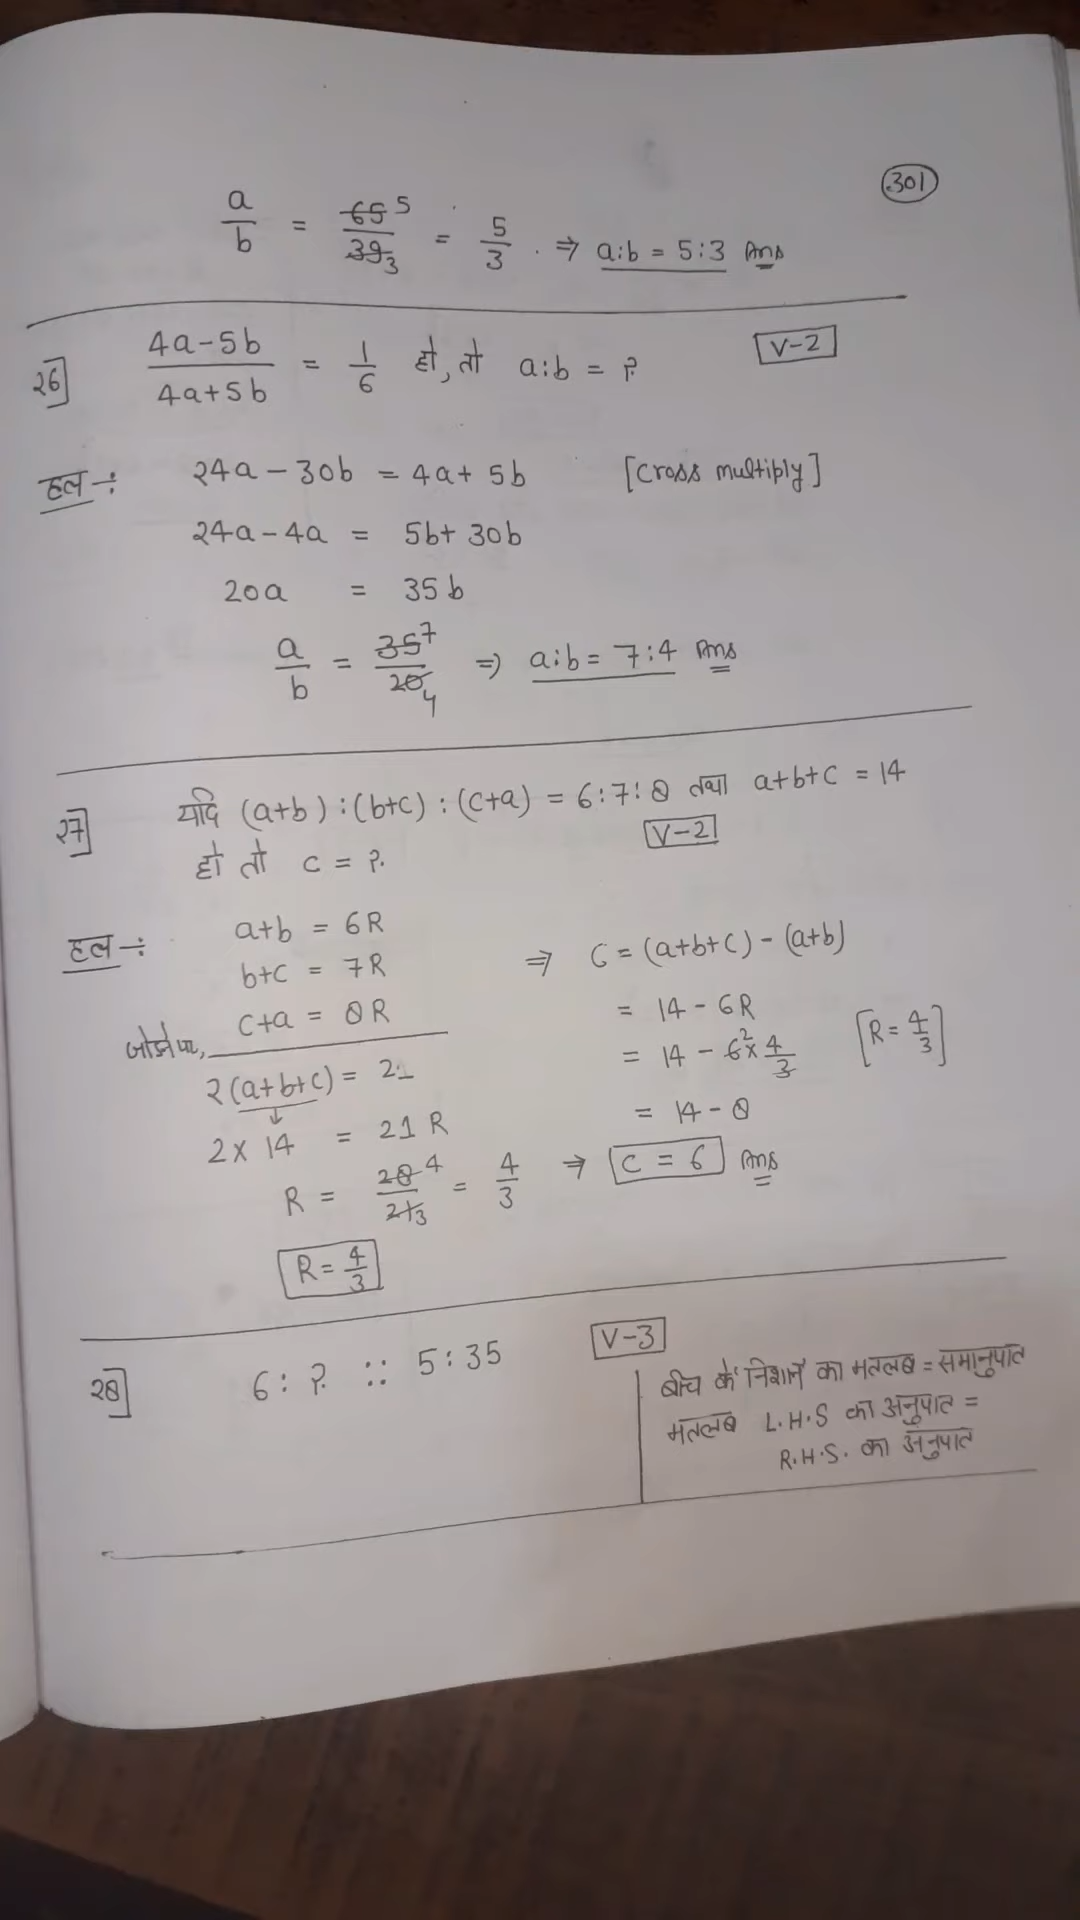 301
a/b = 65 5/39 3 = 5/3 . ⇒ a:b = 5:3 Ans
26] (4a-5b)/(4a+5b) = 1/6 हो, तो a:b = ? V-2
हल ÷ 24a - 30b = 4a + 5b [Cross multiply]
24a - 4a = 5b + 30b
20a = 35b
a/b = 35 7/20 4 ⇒ a:b = 7:4 Ans
27] यदि (a+b) : (b+c) : (c+a) = 6:7:8 तथा a+b+c = 14
हो तो c = ? V-2
हल ÷ a+b = 6R
b+c = 7R
c+a = 8R
जोड़ने पर,
2(a+b+c) = 21
↓
2 × 14 = 21 R
R = 28 4/21 3 = 4/3
R = 4/3
⇒ C = (a+b+c) - (a+b)
= 14 - 6R
= 14 - 6 2 × 4/3 [R = 4/3]
= 14 - 8
⇒ C = 6 Ans
28] 6 : ? :: 5 : 35 V-3
बीच के निशान का मतलब = समानुपात
मतलब L.H.S का अनुपात =
R.H.S. का अनुपात